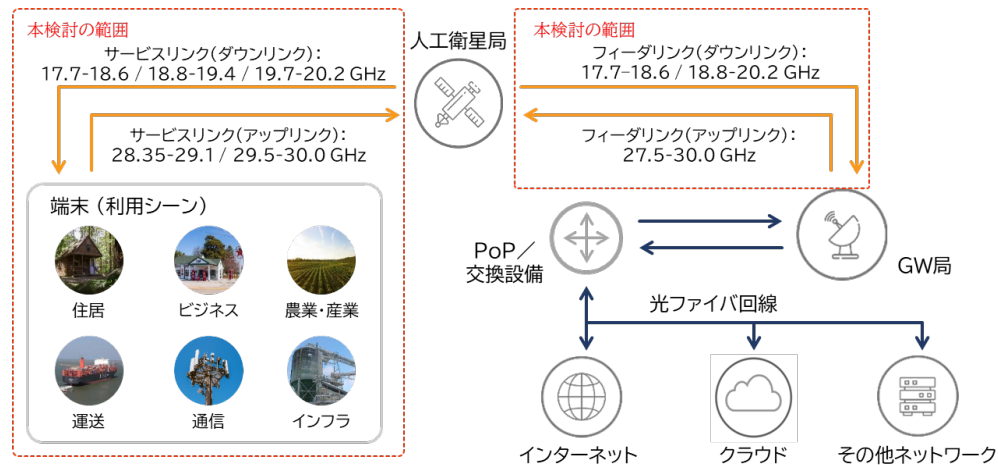 本検討の範囲
サービスリンク(ダウンリンク):
17.7-18.6 / 18.8-19.4 / 19.7-20.2 GHz
サービスリンク(アップリンク):
28.35-29.1 / 29.5-30.0 GHz
人工衛星局
本検討の範囲
フィーダリンク(ダウンリンク):
17.7-18.6 / 18.8-20.2 GHz
フィーダリンク(アップリンク):
27.5-30.0 GHz
端末 (利用シーン)
住居
ビジネス
農業・産業
運送
通信
インフラ
PoP/
交換設備
GW局
光ファイバ回線
インターネット
クラウド
その他ネットワーク